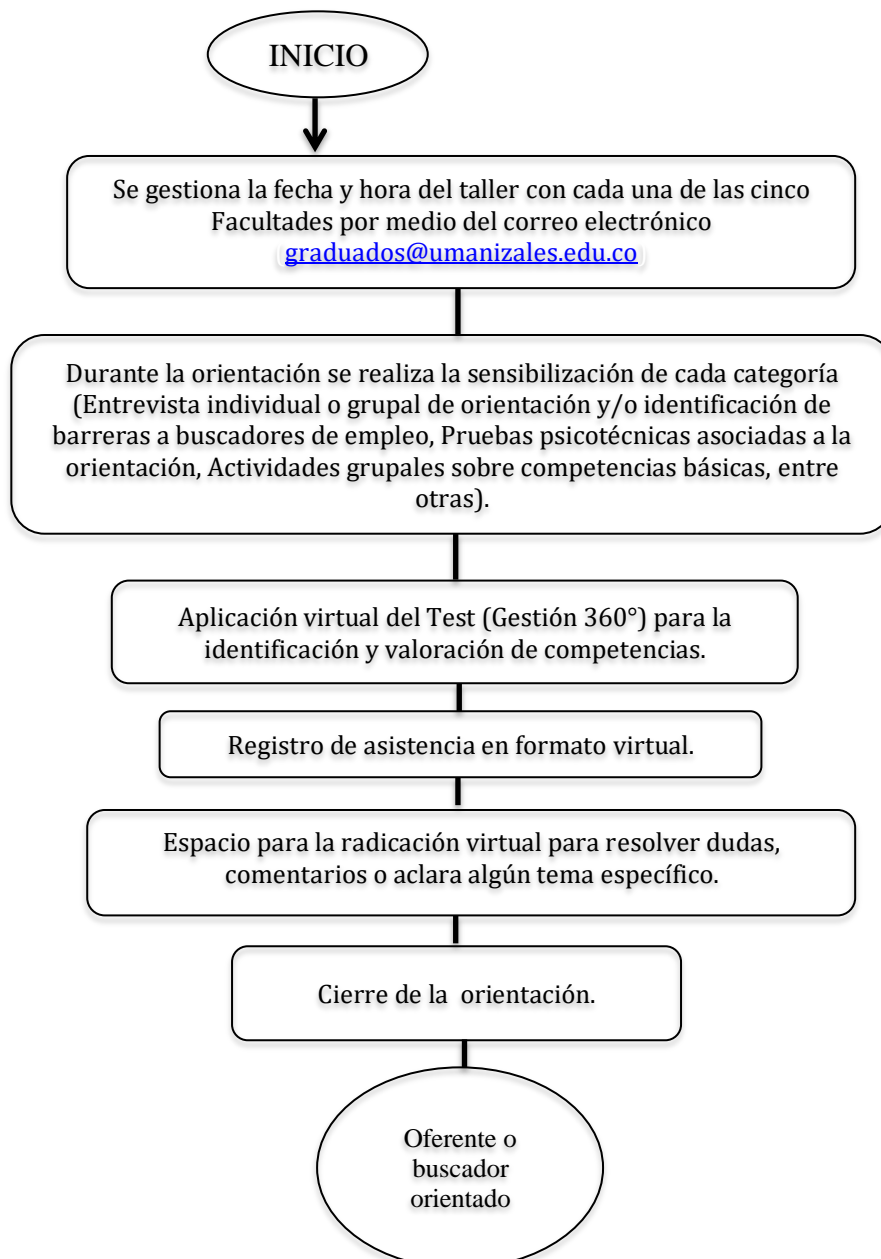 INICIO
Se gestiona la fecha y hora del taller con cada una de las cinco
Facultades por medio del correo electrónico
graduados@umanizales.edu.co
Durante la orientación se realiza la sensibilización de cada categoría
(Entrevista individual o grupal de orientación y/o identificación de
barreras a buscadores de empleo, Pruebas psicotécnicas asociadas a la
orientación, Actividades grupales sobre competencias básicas, entre
otras).
Aplicación virtual del Test (Gestión 360°) para la
identificación y valoración de competencias.
Registro de asistencia en formato virtual.
Espacio para la radicación virtual para resolver dudas,
comentarios o aclara algún tema específico.
Cierre de la  orientación.
Oferente o
buscador
orientado